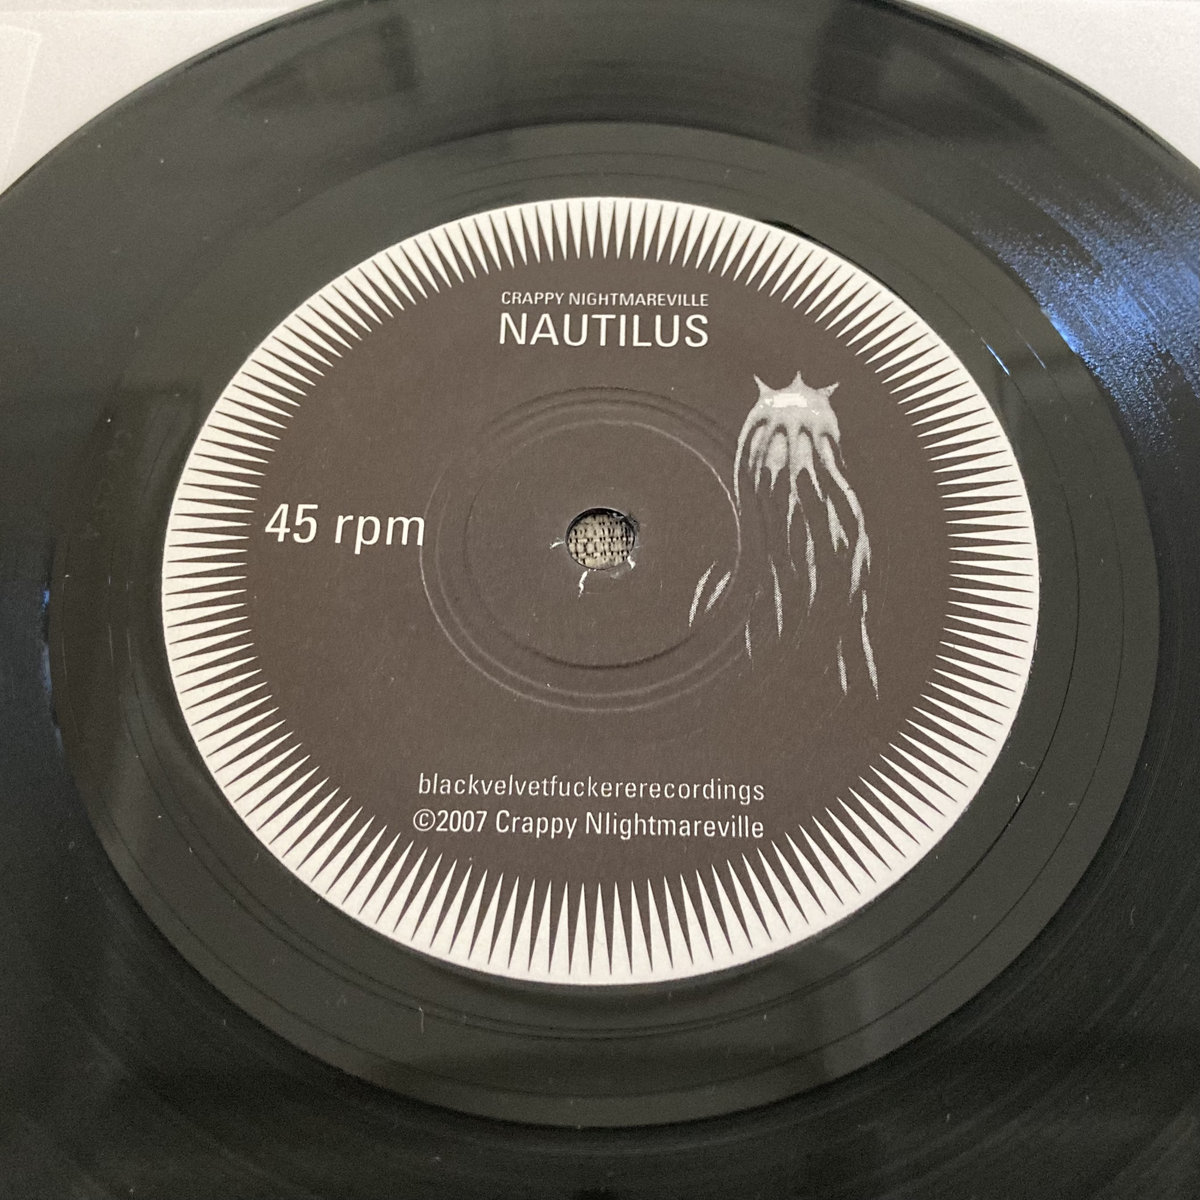 CRAPPY NIGHTMAREVILLE
NAUTILUS
45 rpm
blackvelvetfuckererecordings
©2007 Crappy NIightmareville